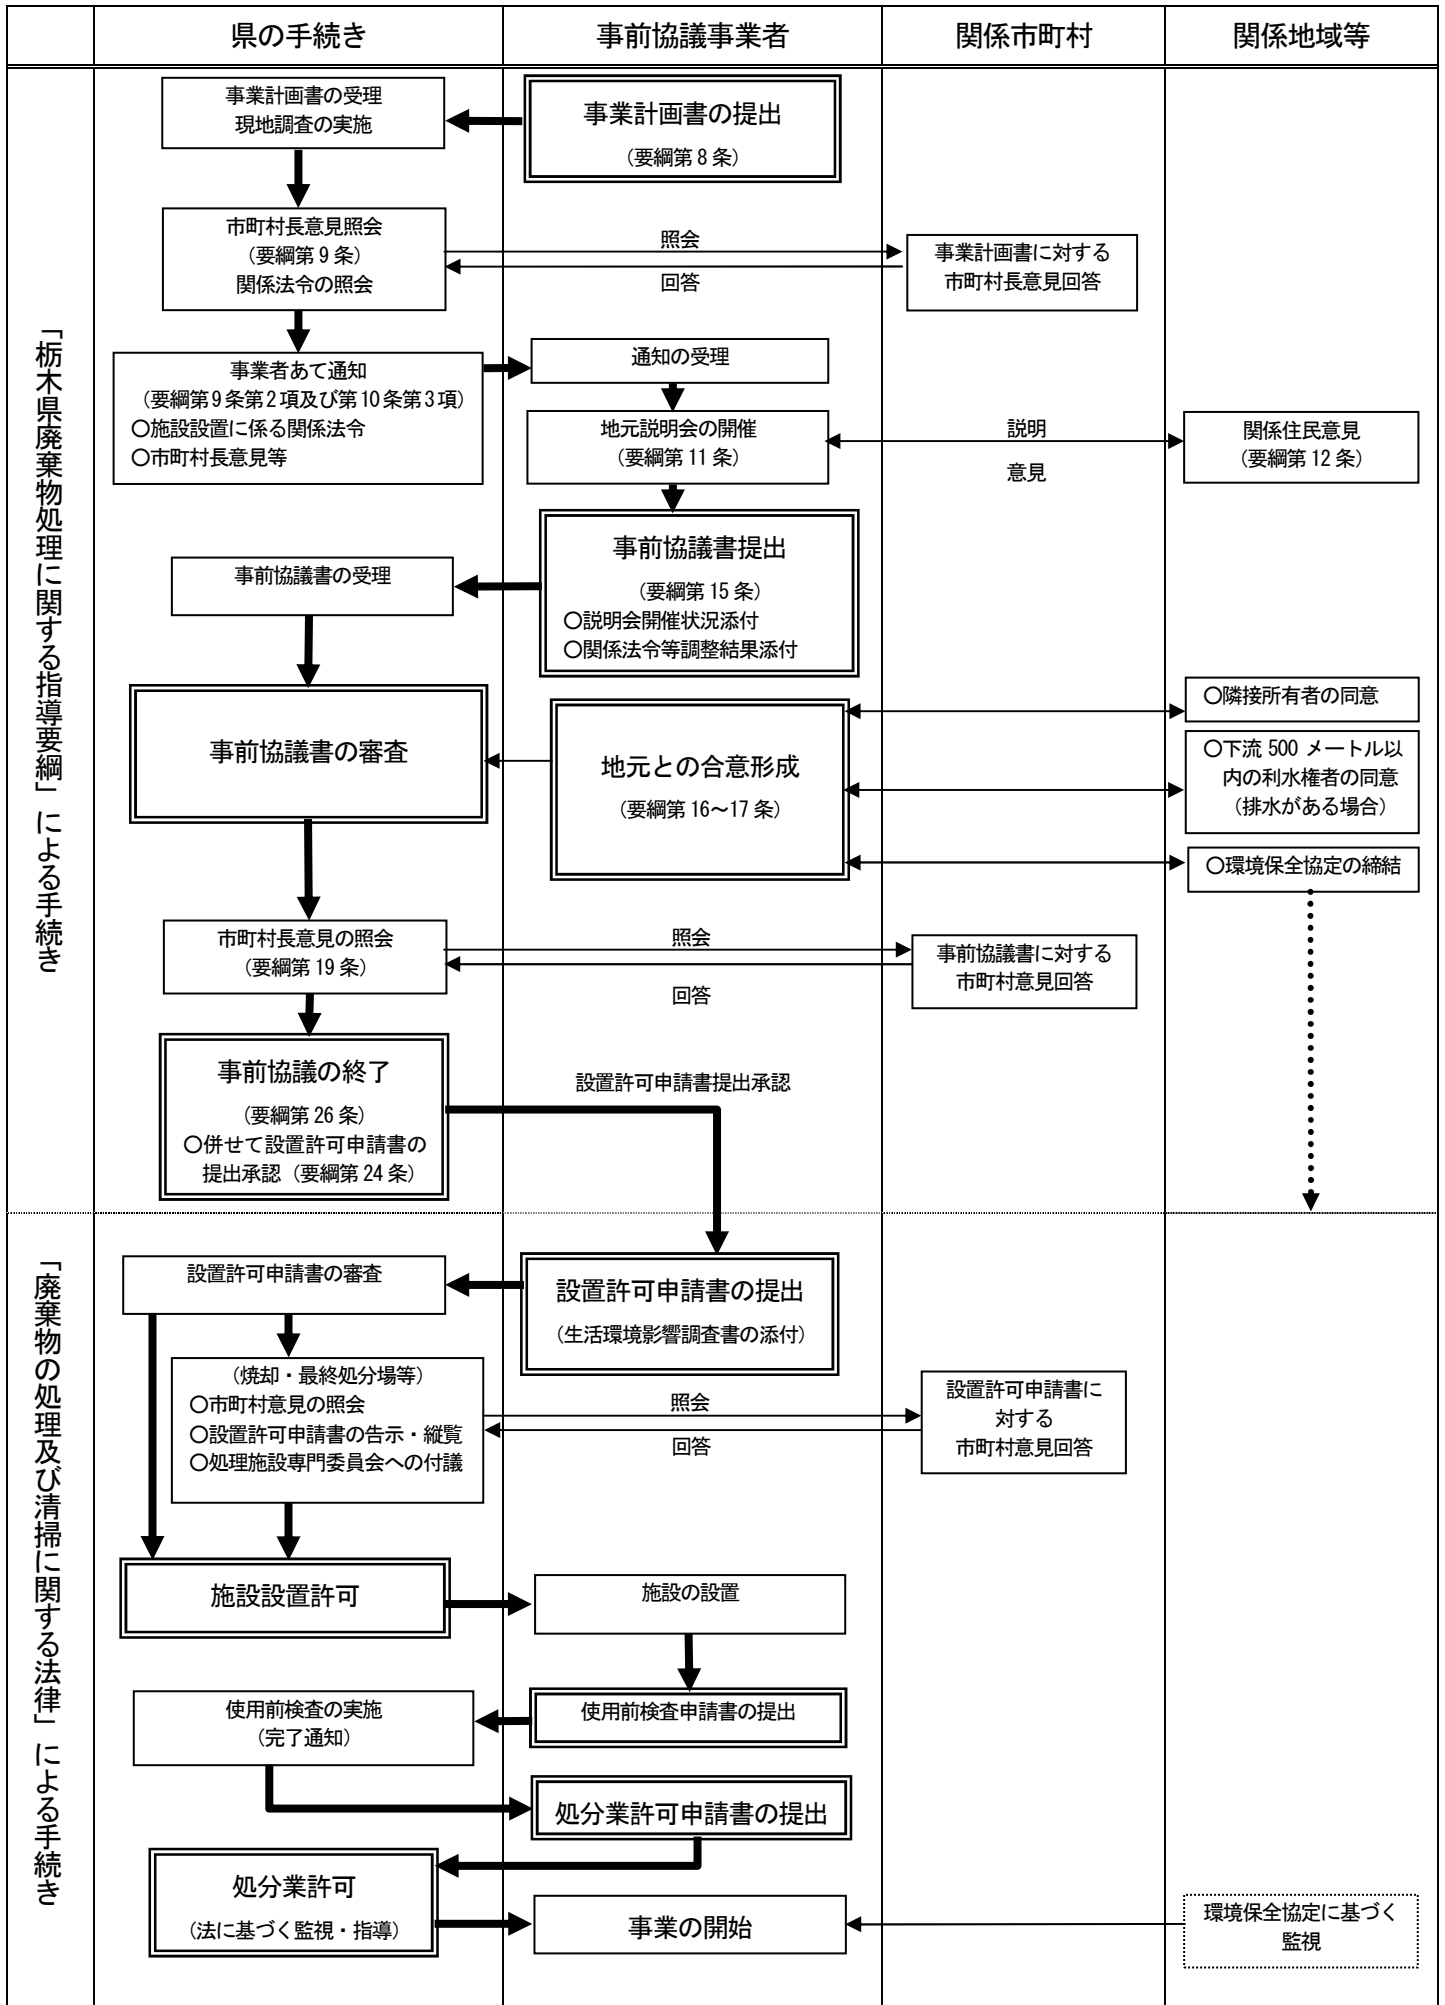 県の手続き
事前協議事業者
関係市町村
関係地域等
「栃木県廃棄物処理に関する指導要綱」による手続き
事業計画書の受理
現地調査の実施
事業計画書の提出
(要綱第8条)
市町村長意見照会
(要綱第9条)
関係法令の照会
照会
回答
事業計画書に対する
市町村長意見回答
事業者あて通知
(要綱第9条第2項及び第10条第3項)
○施設設置に係る関係法令
○市町村長意見等
通知の受理
地元説明会の開催
(要綱第11条)
説明
意見
関係住民意見
(要綱第12条)
事前協議書提出
(要綱第15条)
○説明会開催状況添付
○関係法令等調整結果添付
事前協議書の受理
事前協議書の審査
地元との合意形成
(要綱第16～17条)
○隣接所有者の同意
○下流500メートル以
内の利水権者の同意
(排水がある場合)
○環境保全協定の締結
市町村長意見の照会
(要綱第19条)
照会
回答
事前協議書に対する
市町村意見回答
事前協議の終了
(要綱第26条)
○併せて設置許可申請書の
提出承認(要綱第24条)
設置許可申請書提出承認
「廃棄物の処理及び清掃に関する法律」による手続き
設置許可申請書の審査
設置許可申請書の提出
(生活環境影響調査書の添付)
(焼却・最終処分場等)
○市町村意見の照会
○設置許可申請書の告示・縦覧
○処理施設専門委員会への付議
照会
回答
設置許可申請書に
対する
市町村意見回答
施設設置許可
施設の設置
使用前検査の実施
(完了通知)
使用前検査申請書の提出
処分業許可申請書の提出
処分業許可
(法に基づく監視・指導)
事業の開始
環境保全協定に基づく
監視